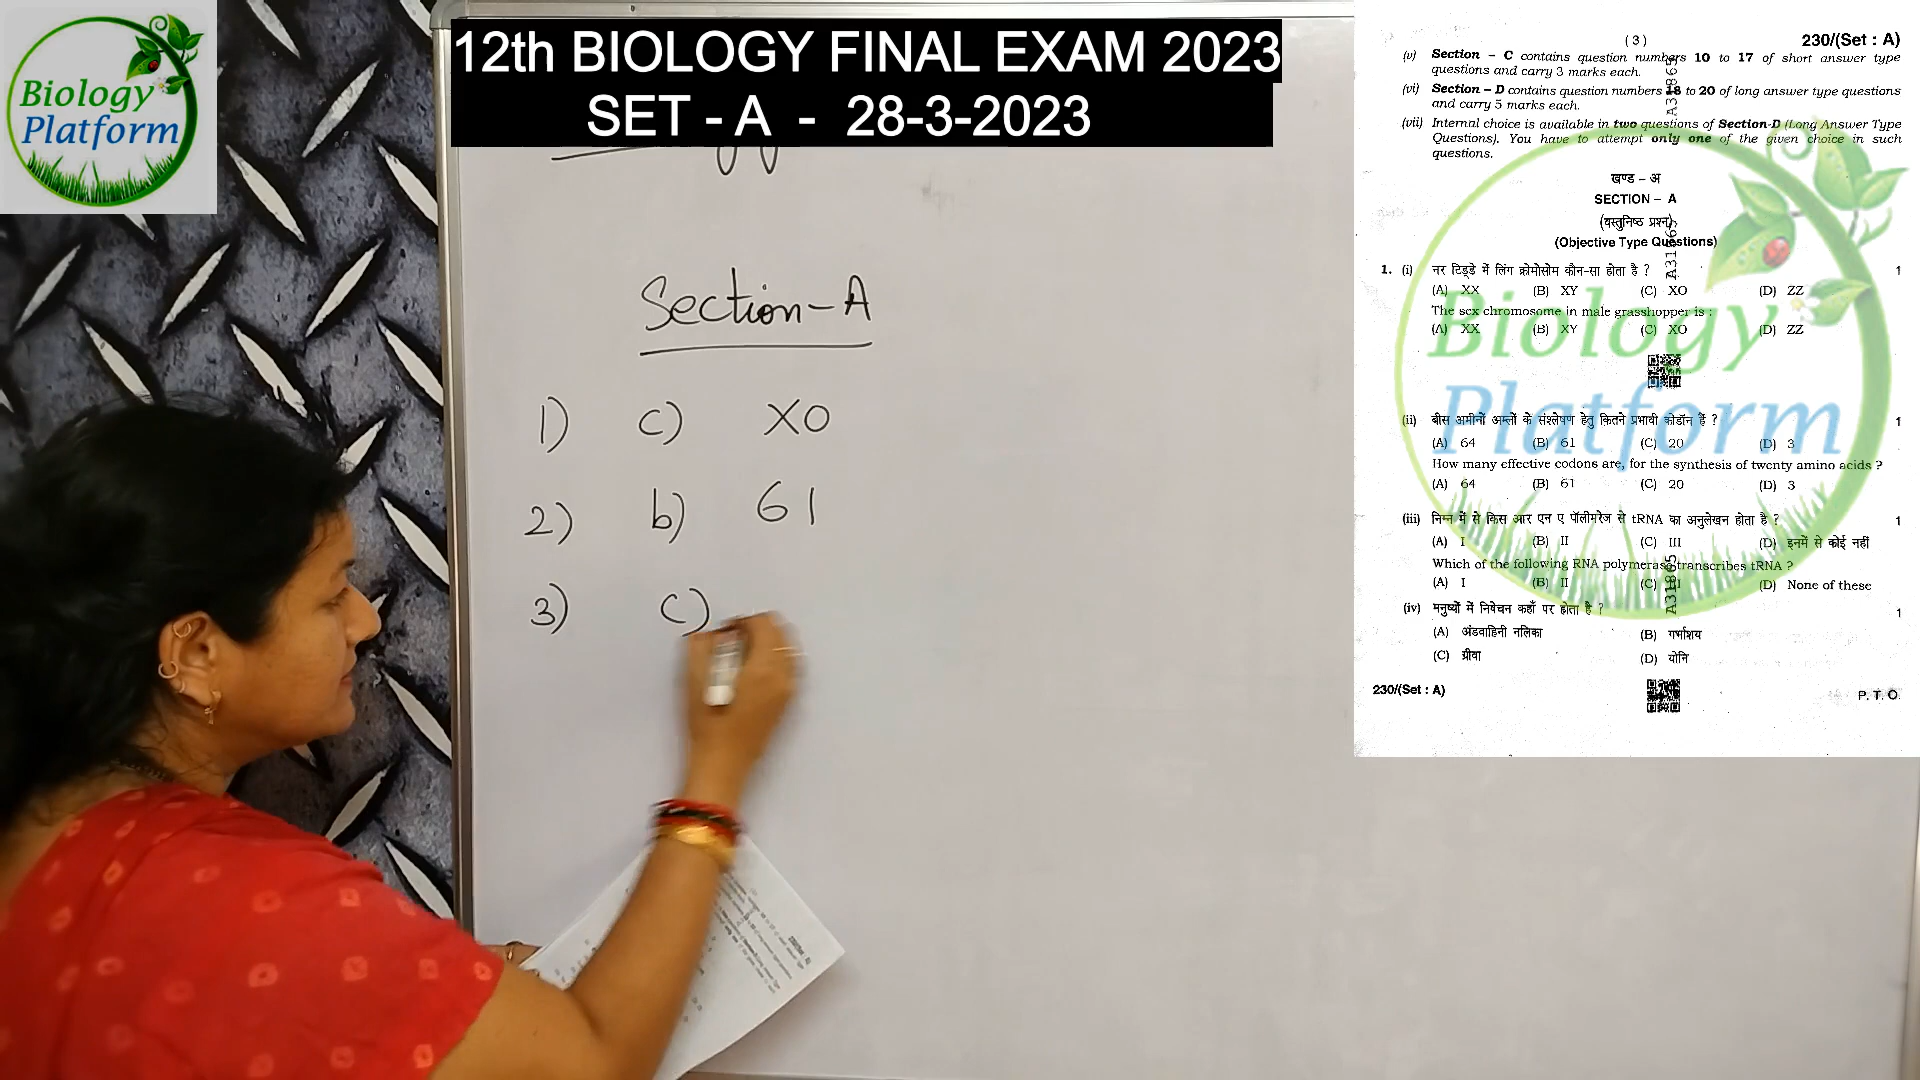 Biology
Platform
12th BIOLOGY FINAL EXAM 2023
SET - A - 28-3-2023
Section-A
1) c) XO
2) b) 61
3) c)
( 3 ) 230/(Set : A)
(v) Section – C contains question numbers 10 to 17 of short answer type
questions and carry 3 marks each.
(vi) Section – D contains question numbers 18 to 20 of long answer type questions
and carry 5 marks each.
(vii) Internal choice is available in two questions of Section-D (Long Answer Type
Questions). You have to attempt only one of the given choice in such
questions.
खण्ड – अ
SECTION – A
(वस्तुनिष्ठ प्रश्न)
(Objective Type Questions)
1. (i) नर टिड्डे में लिंग क्रोमोसोम कौन-सा होता है ? 1
(A) XX (B) XY (C) XO (D) ZZ
The sex chromosome in male grasshopper is :
(A) XX (B) XY (C) XO (D) ZZ
Biology
Platform
(ii) बीस अमीनों अम्लों के संश्लेषण हेतु कितने प्रभावी कोडॉन हैं ? 1
(A) 64 (B) 61 (C) 20 (D) 3
How many effective codons are, for the synthesis of twenty amino acids ?
(A) 64 (B) 61 (C) 20 (D) 3
(iii) निम्न में से किस आर एन ए पॉलीमरेज से tRNA का अनुलेखन होता है ? 1
(A) I (B) II (C) III (D) इनमें से कोई नहीं
Which of the following RNA polymerase transcribes tRNA ?
(A) I (B) II (C) III (D) None of these
(iv) मनुष्यों में निषेचन कहाँ पर होता है ? 1
(A) अंडवाहिनी नलिका (B) गर्भाशय
(C) ग्रीवा (D) योनि
230/(Set : A) P. T. O.
A31865
A31865
A31865